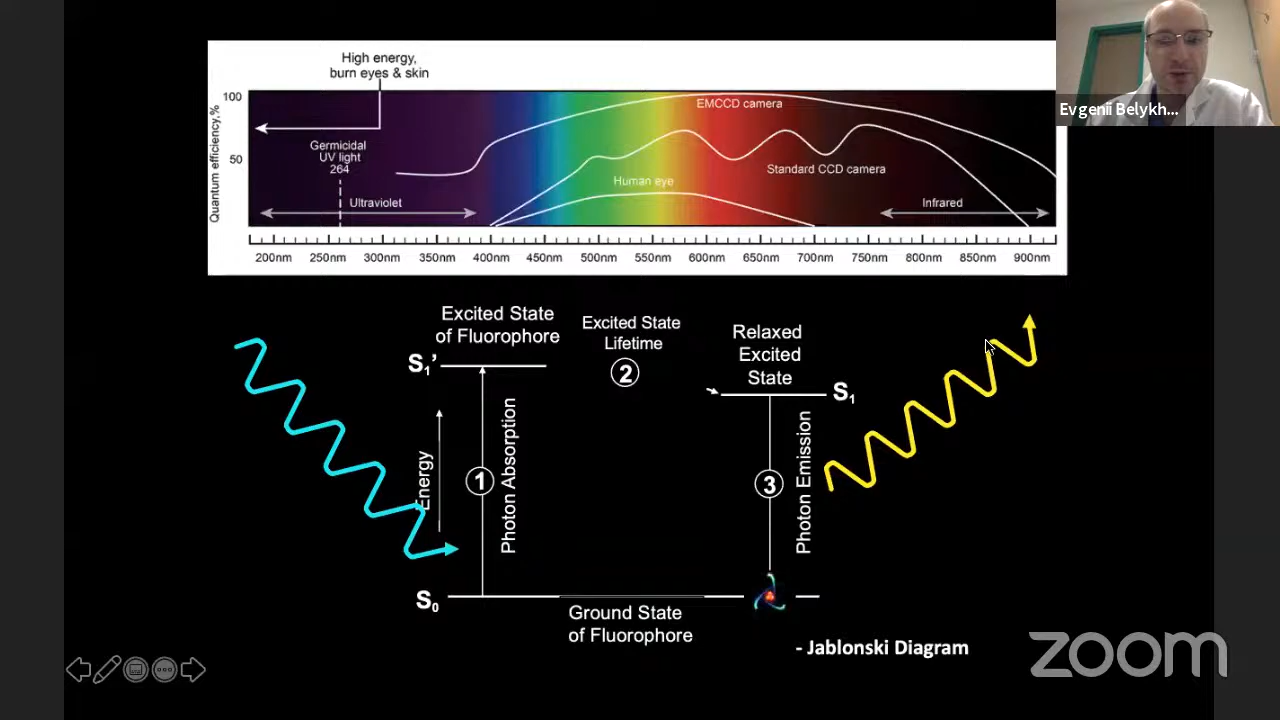 High energy,
burn eyes & skin
Quantum efficiency,%
100
50
Germicidal
UV light
264
Ultraviolet
EMCCD camera
Standard CCD camera
Human eye
Infrared
200nm 250nm 300nm 350nm 400nm 450nm 500nm 550nm 600nm 650nm 700nm 750nm 800nm 850nm 900nm
Evgenii Belykh...
Excited State
of Fluorophore
S1’
Excited State
Lifetime
2
Relaxed
Excited
State
S1
Energy
1
Photon Absorption
3
Photon Emission
S0
Ground State
of Fluorophore
- Jablonski Diagram
zoom